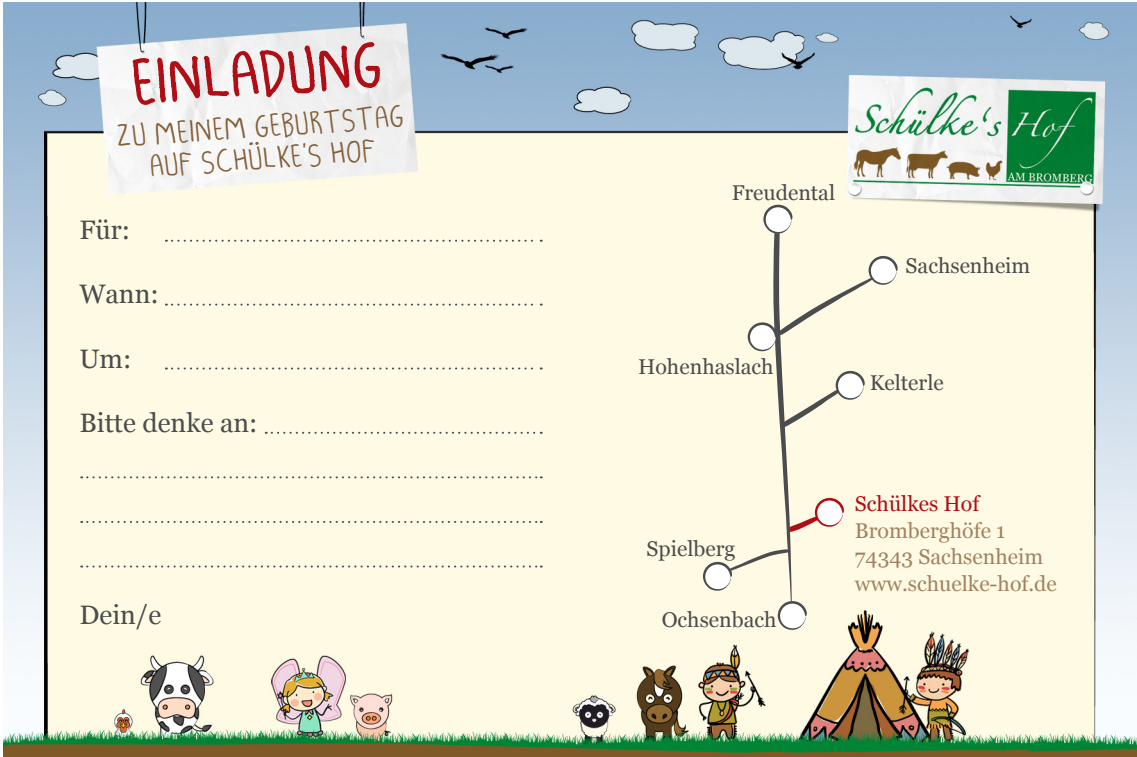 EINLADUNG
ZU MEINEM GEBURTSTAG
AUF SCHÜLKE'S HOF
Schülke's Hof
AM BROMBERG
Für:
Wann:
Um:
Bitte denke an:
Dein/e
Freudental
Sachsenheim
Hohenhaslach
Kelterle
Schülkes Hof
Bromberghöfe 1
74343 Sachsenheim
www.schuelke-hof.de
Spielberg
Ochsenbach